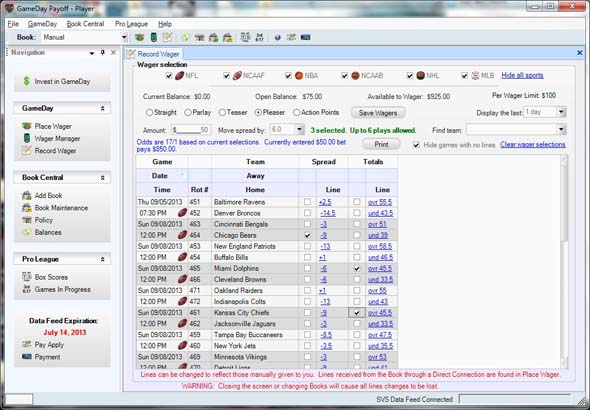 GameDay Payoff - Player
File GameDay Book Central Pro League Help
Book: Manual
Navigation
Invest in GameDay
GameDay
Place Wager
Wager Manager
Record Wager
Book Central
Add Book
Book Maintenance
Policy
Balances
Pro League
Box Scores
Games In Progress
Data Feed Expiration:
July 14, 2013
Pay Apply
Payment
Record Wager
Wager selection
NFL NCAAF NBA NCAAB NHL MLB Hide all sports
Current Balance: $0.00 Open Balance: $75.00 Available to Wager: $925.00 Per Wager Limit: $100
Straight Parlay Teaser Pleaser Action Points Save Wagers Display the last: 1 day
Amount: $______50 Move spread by: 6.0 3 selected. Up to 6 plays allowed. Find team:
Odds are 17/1 based on current selections. Currently entered $50.00 bet
pays $850.00.
Print Hide games with no lines Clear wager selections
Game Team Spread Totals
Date Away
Time Rot # Home Line Line
Thu 09/05/2013 451 Baltimore Ravens +2.5 ovr 55.5
07:30 PM 452 Denver Broncos -14.5 und 43.5
Sun 09/08/2013 463 Cincinnati Bengals -3 ovr 51
12:00 PM 464 Chicago Bears -9 und 39
Sun 09/08/2013 453 New England Patriots -13 ovr 58.5
12:00 PM 454 Buffalo Bills +1 und 46.5
Sun 09/08/2013 465 Miami Dolphins -6 ovr 45.5
12:00 PM 466 Cleveland Browns -6 und 33.5
Sun 09/08/2013 471 Oakland Raiders +1 ovr 55
12:00 PM 472 Indianapolis Colts -13 und 43
Sun 09/08/2013 461 Kansas City Chiefs -9 ovr 45.5
12:00 PM 462 Jacksonville Jaguars -3 und 33.5
Sun 09/08/2013 459 Tampa Bay Buccaneers -8.5 ovr 47.5
12:00 PM 460 New York Jets -3.5 und 35.5
Sun 09/08/2013 469 Minnesota Vikings -3 ovr 53
12:00 PM 470 Detroit Lions -9 und 41
Lines can be changed to reflect those manually given to you. Lines received from the Book through a Direct Connection are found in Place Wager.
WARNING: Closing the screen or changing Books will cause all lines changes to be lost.
SVS Data Feed Connected